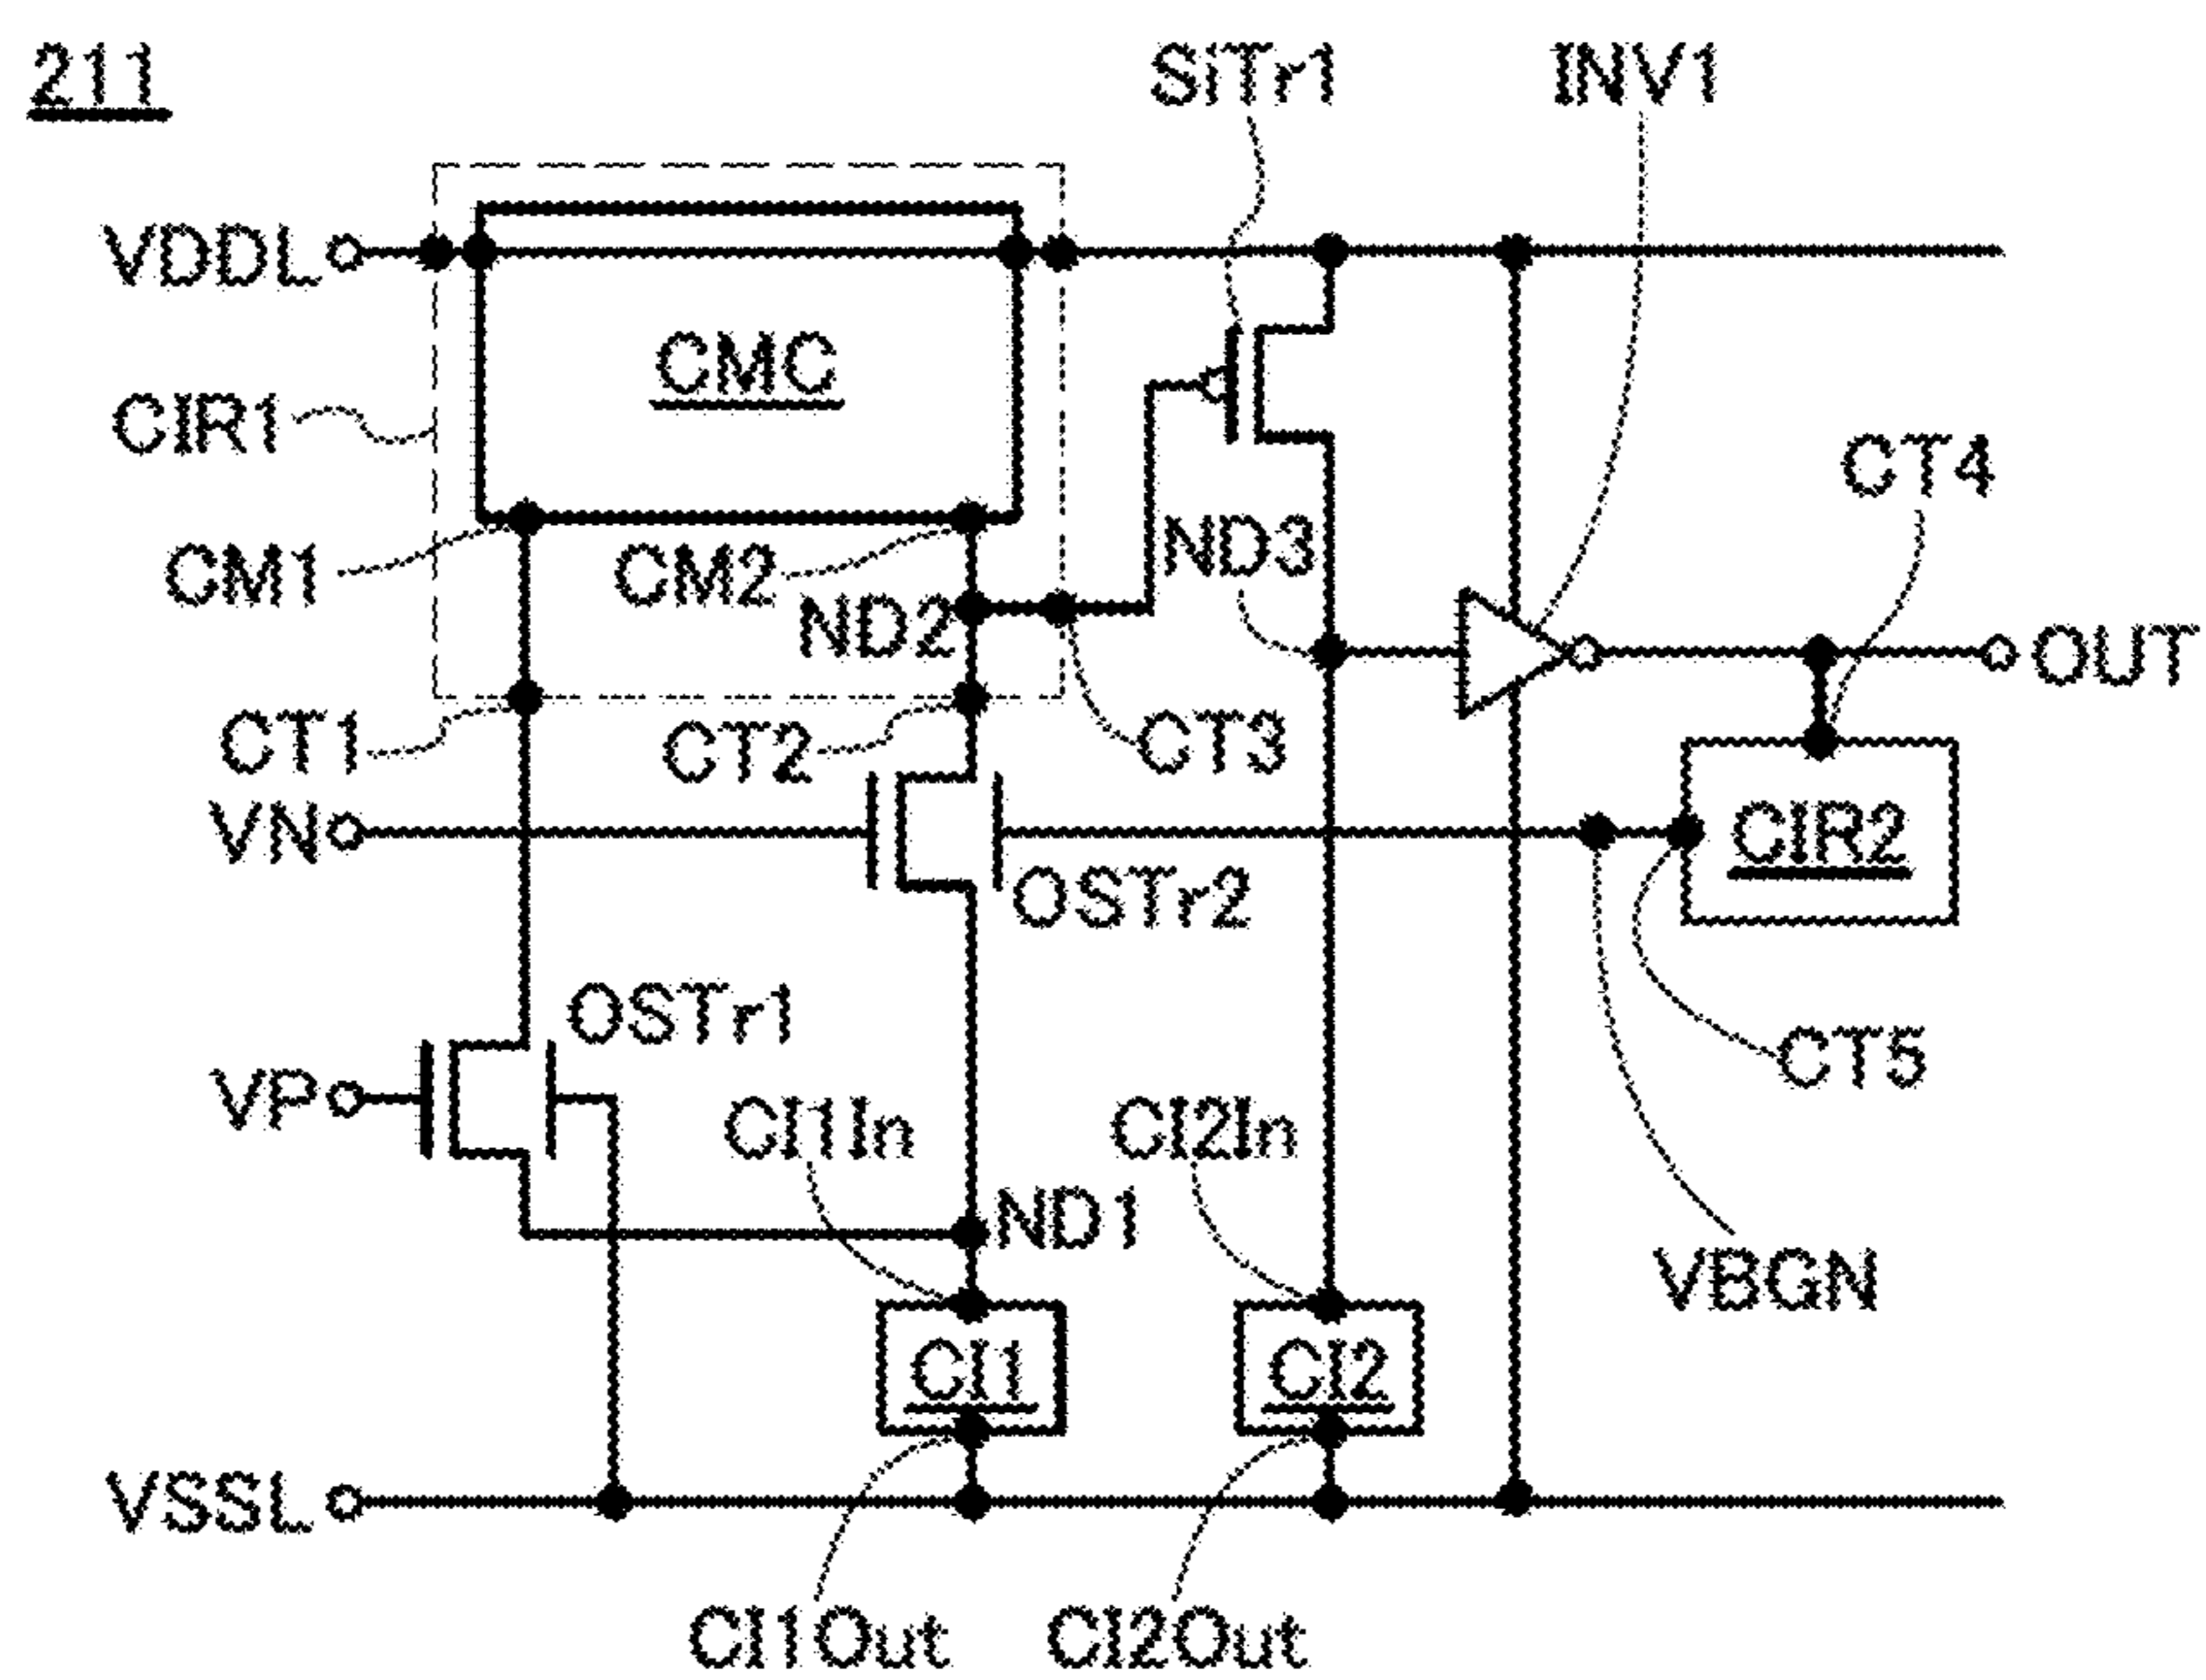 211
SiTr1
INV1
VDDL
CMC
CIR1
CT4
CM1
CM2
ND3
ND2
OUT
CT1
CT2
CT3
VN
CIR2
OSTr2
OSTr1
CT5
VP
CI1In
CI2In
ND1
VBGN
CI1
CI2
VSSL
CI1Out
CI2Out